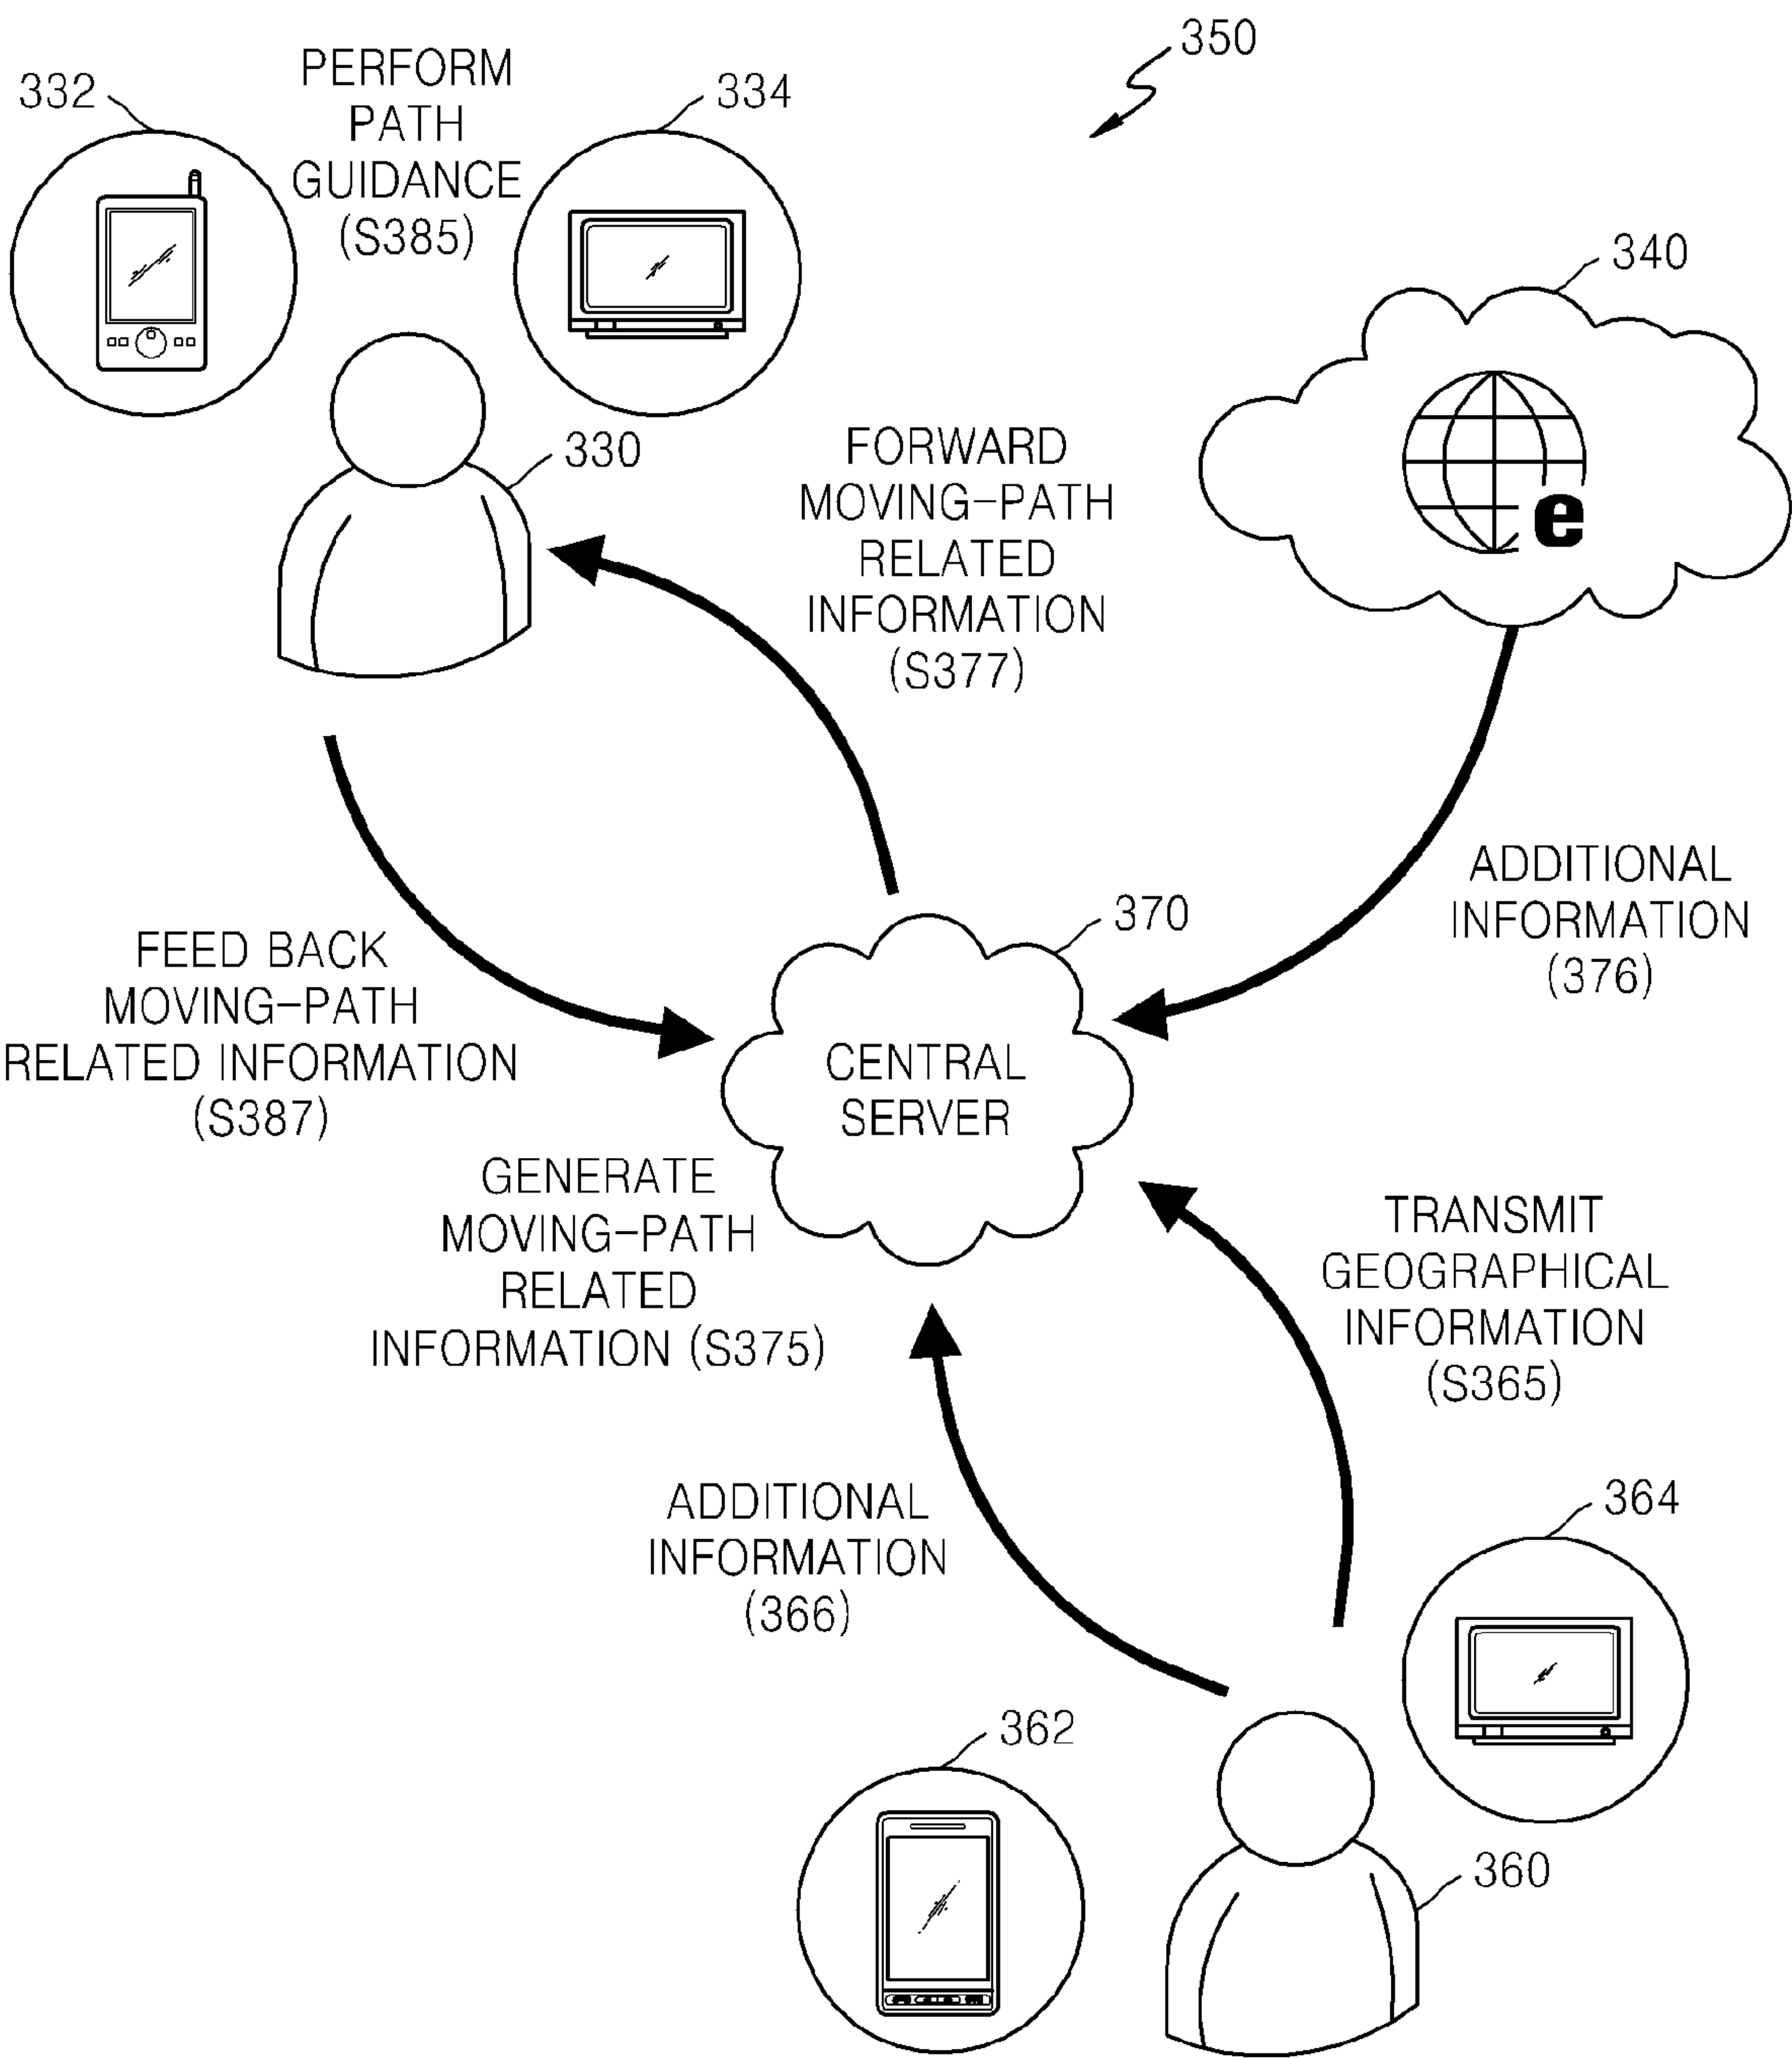 350
332
PERFORM
PATH
GUIDANCE
(S385)
334
340
330
FORWARD
MOVING-PATH
RELATED
INFORMATION
(S377)
e
ADDITIONAL
INFORMATION
(376)
370
FEED BACK
MOVING-PATH
RELATED INFORMATION
(S387)
CENTRAL
SERVER
GENERATE
MOVING-PATH
RELATED
INFORMATION (S375)
TRANSMIT
GEOGRAPHICAL
INFORMATION
(S365)
ADDITIONAL
INFORMATION
(366)
364
362
360